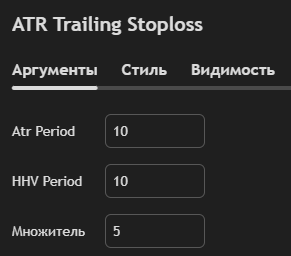 ATR Trailing Stoploss
Аргументы Стиль Видимость
Atr Period 10
HHV Period 10
Множитель 5